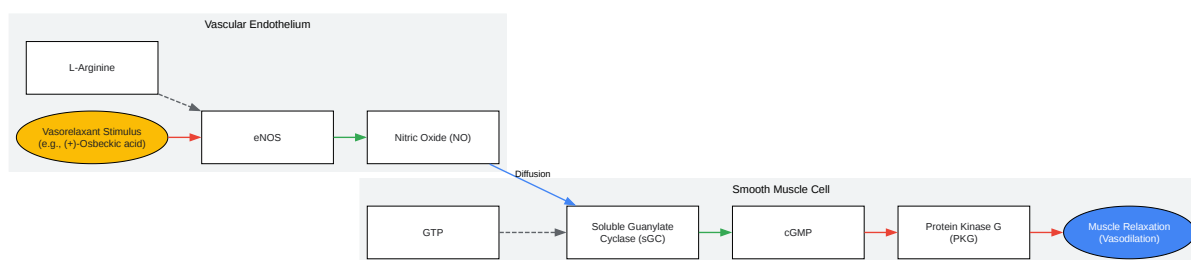 Vascular Endothelium
L-Arginine
Vasorelaxant Stimulus
(e.g., (+)-Osbeckic acid)
eNOS
Nitric Oxide (NO)
Diffusion
Smooth Muscle Cell
GTP
Soluble Guanylate
Cyclase (sGC)
cGMP
Protein Kinase G
(PKG)
Muscle Relaxation
(Vasodilation)